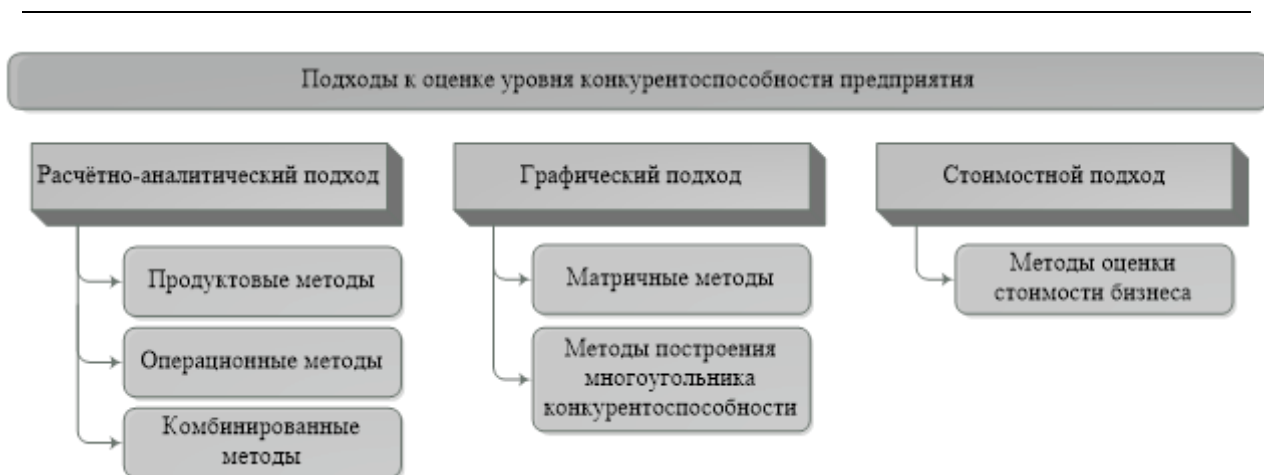 Подходы к оценке уровня конкурентоспособности предприятия
Расчётно-аналитический подход
Продуктовые методы
Операционные методы
Комбинированные
методы
Графический подход
Матричные методы
Методы построения
многоугольника
конкурентоспособности
Стоимостной подход
Методы оценки
стоимости бизнеса